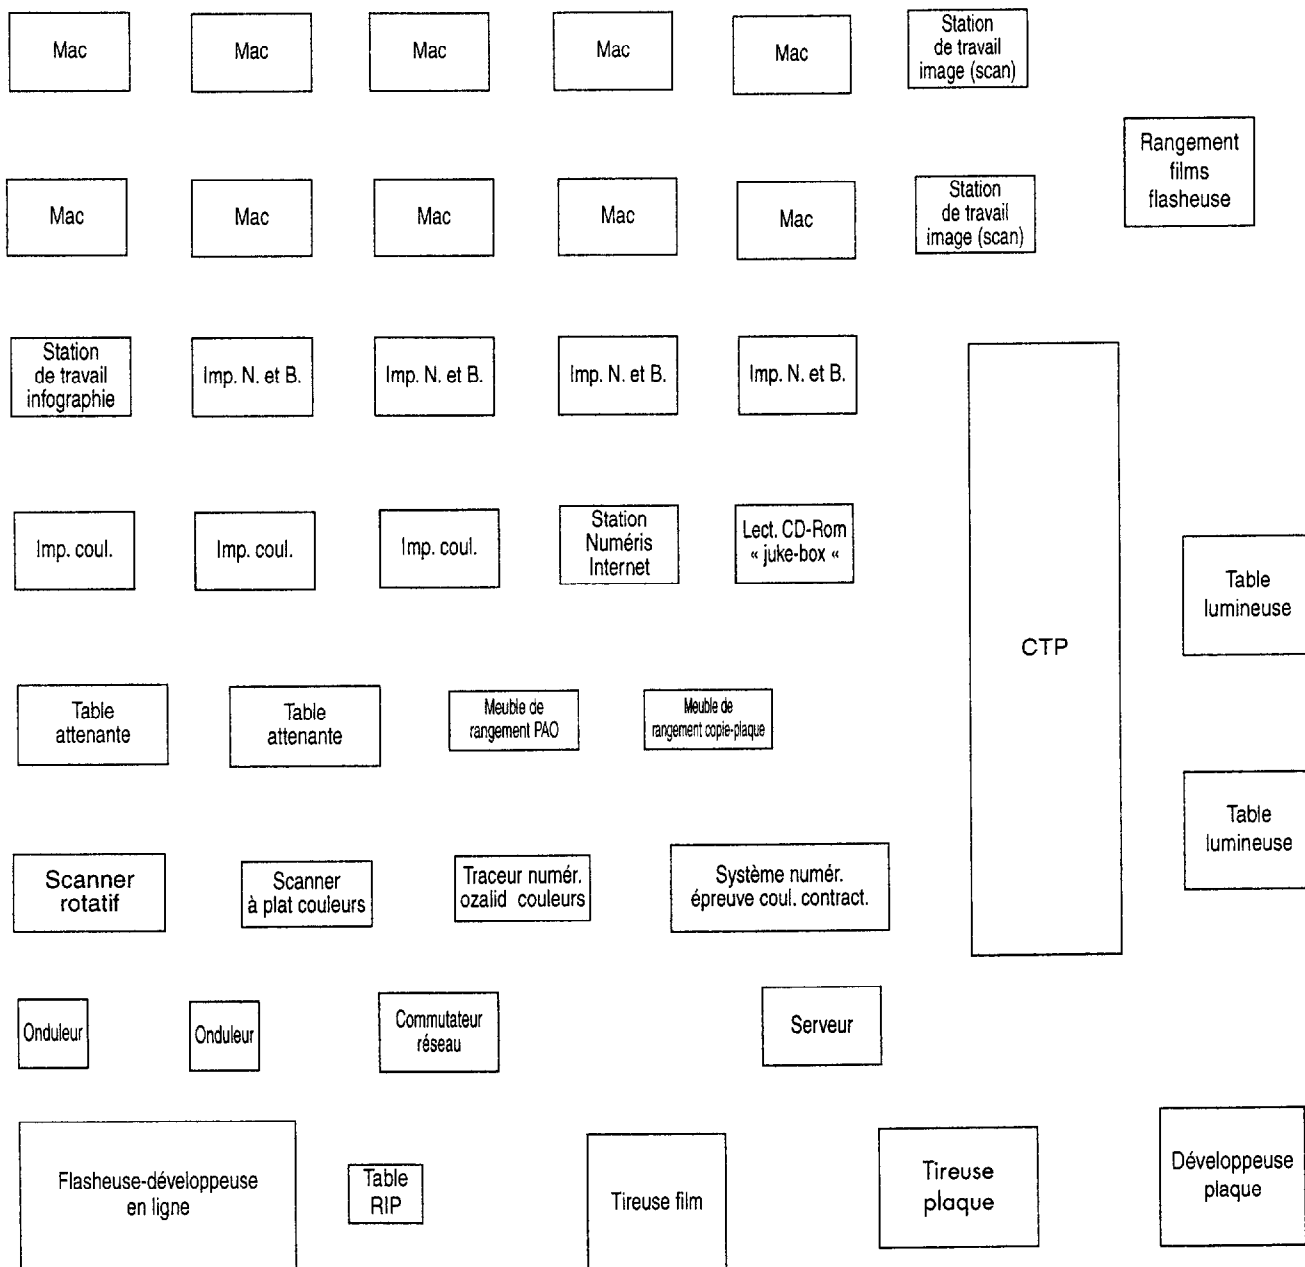 Mac
Mac
Mac
Mac
Mac
Station
de travail
image (scan)
Rangement
films
flasheuse
Mac
Mac
Mac
Mac
Mac
Station
de travail
image (scan)
Station
de travail
infographie
Imp. N. et B.
Imp. N. et B.
Imp. N. et B.
Imp. N. et B.
Imp. coul.
Imp. coul.
Imp. coul.
Station
Numéris
Internet
Lect. CD-Rom
« juke-box «
CTP
Table
lumineuse
Table
attenante
Table
attenante
Meuble de
rangement PAO
Meuble de
rangement copie-plaque
Table
lumineuse
Scanner
rotatif
Scanner
à plat couleurs
Traceur numér.
ozalid couleurs
Système numér.
épreuve coul. contract.
Onduleur
Onduleur
Commutateur
réseau
Serveur
Flasheuse-développeuse
en ligne
Table
RIP
Tireuse film
Tireuse
plaque
Développeuse
plaque